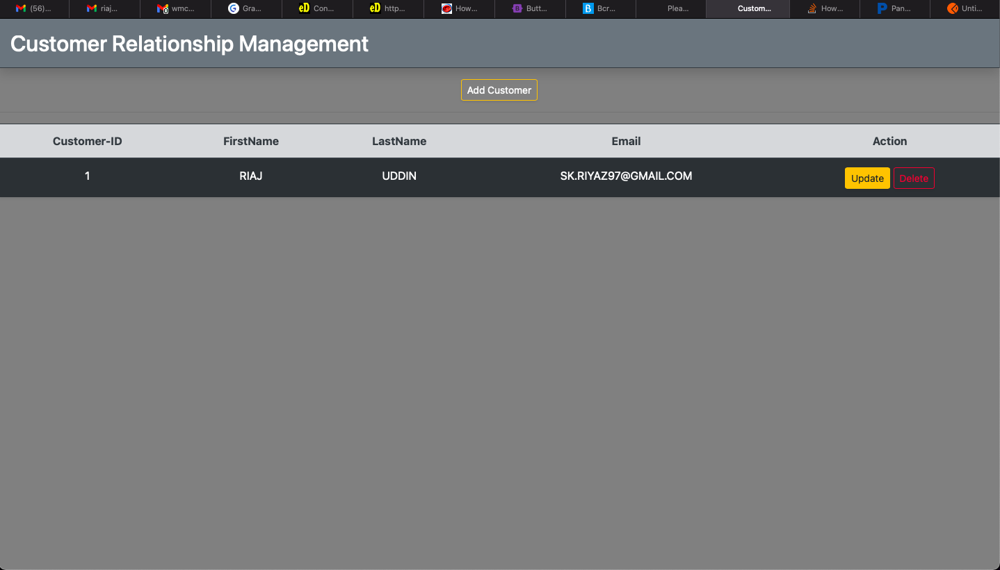 (56)... riaj... wmc... Gra... Con... http... How... Butt... Bcr... Plea... Custom... How... Pan... Unti...
Customer Relationship Management
Add Customer
Customer-ID FirstName LastName Email Action
1 RIAJ UDDIN SK.RIYAZ97@GMAIL.COM Update Delete